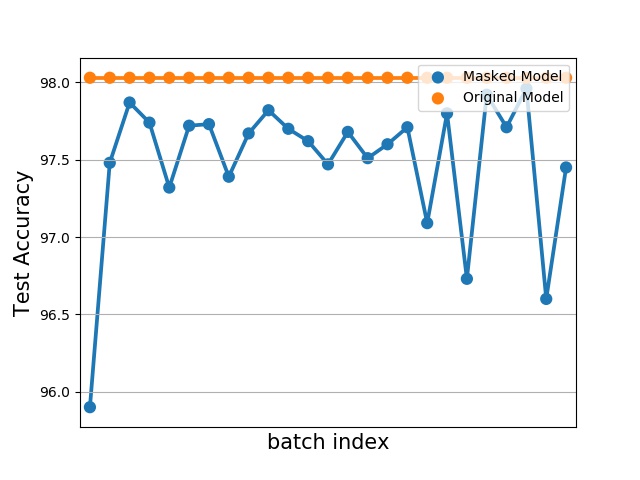 Masked Model
Original Model
98.0
97.5
97.0
96.5
96.0
Test Accuracy
batch index